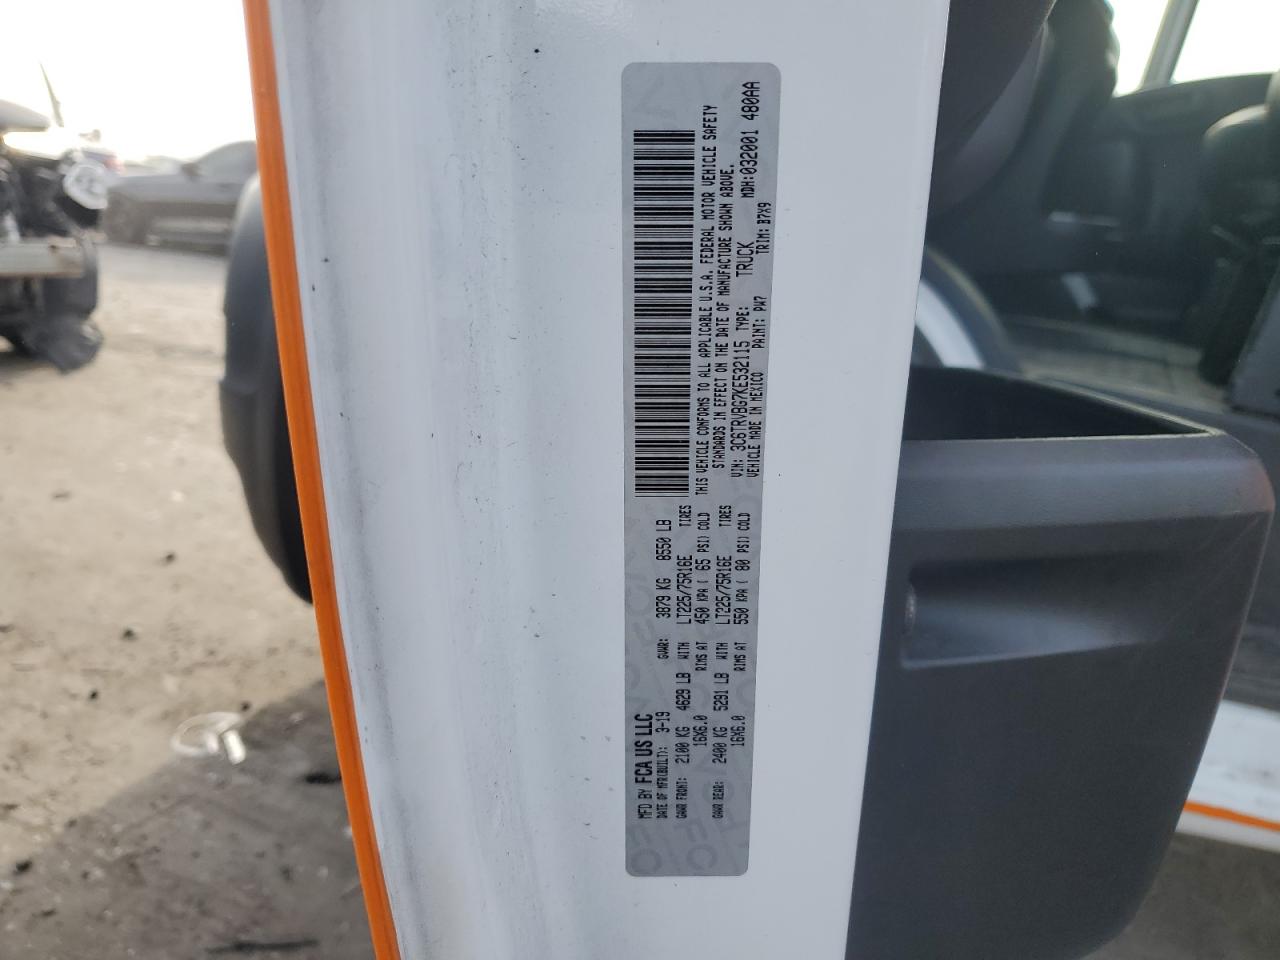 MFD BY FCA US LLC
DATE OF MFR(BUILT): 3-19 GVWR: 3879 KG 8550 LB
GAWR FRONT: 2100 KG 4629 LB WITH LT225/75R16E TIRES
16X6.0 RIMS AT 450 KPA ( 65 PSI) COLD
GAWR REAR: 2400 KG 5291 LB WITH LT225/75R16E TIRES
16X6.0 RIMS AT 550 KPA ( 80 PSI) COLD
THIS VEHICLE CONFORMS TO ALL APPLICABLE U.S.A. FEDERAL MOTOR VEHICLE SAFETY
STANDARDS IN EFFECT ON THE DATE OF MANUFACTURE SHOWN ABOVE.
VIN: 3C6TRVBG7KE532115 TYPE: TRUCK MDH:032001 480AA
VEHICLE MADE IN MEXICO PAINT: PW7 TRIM: B7X9